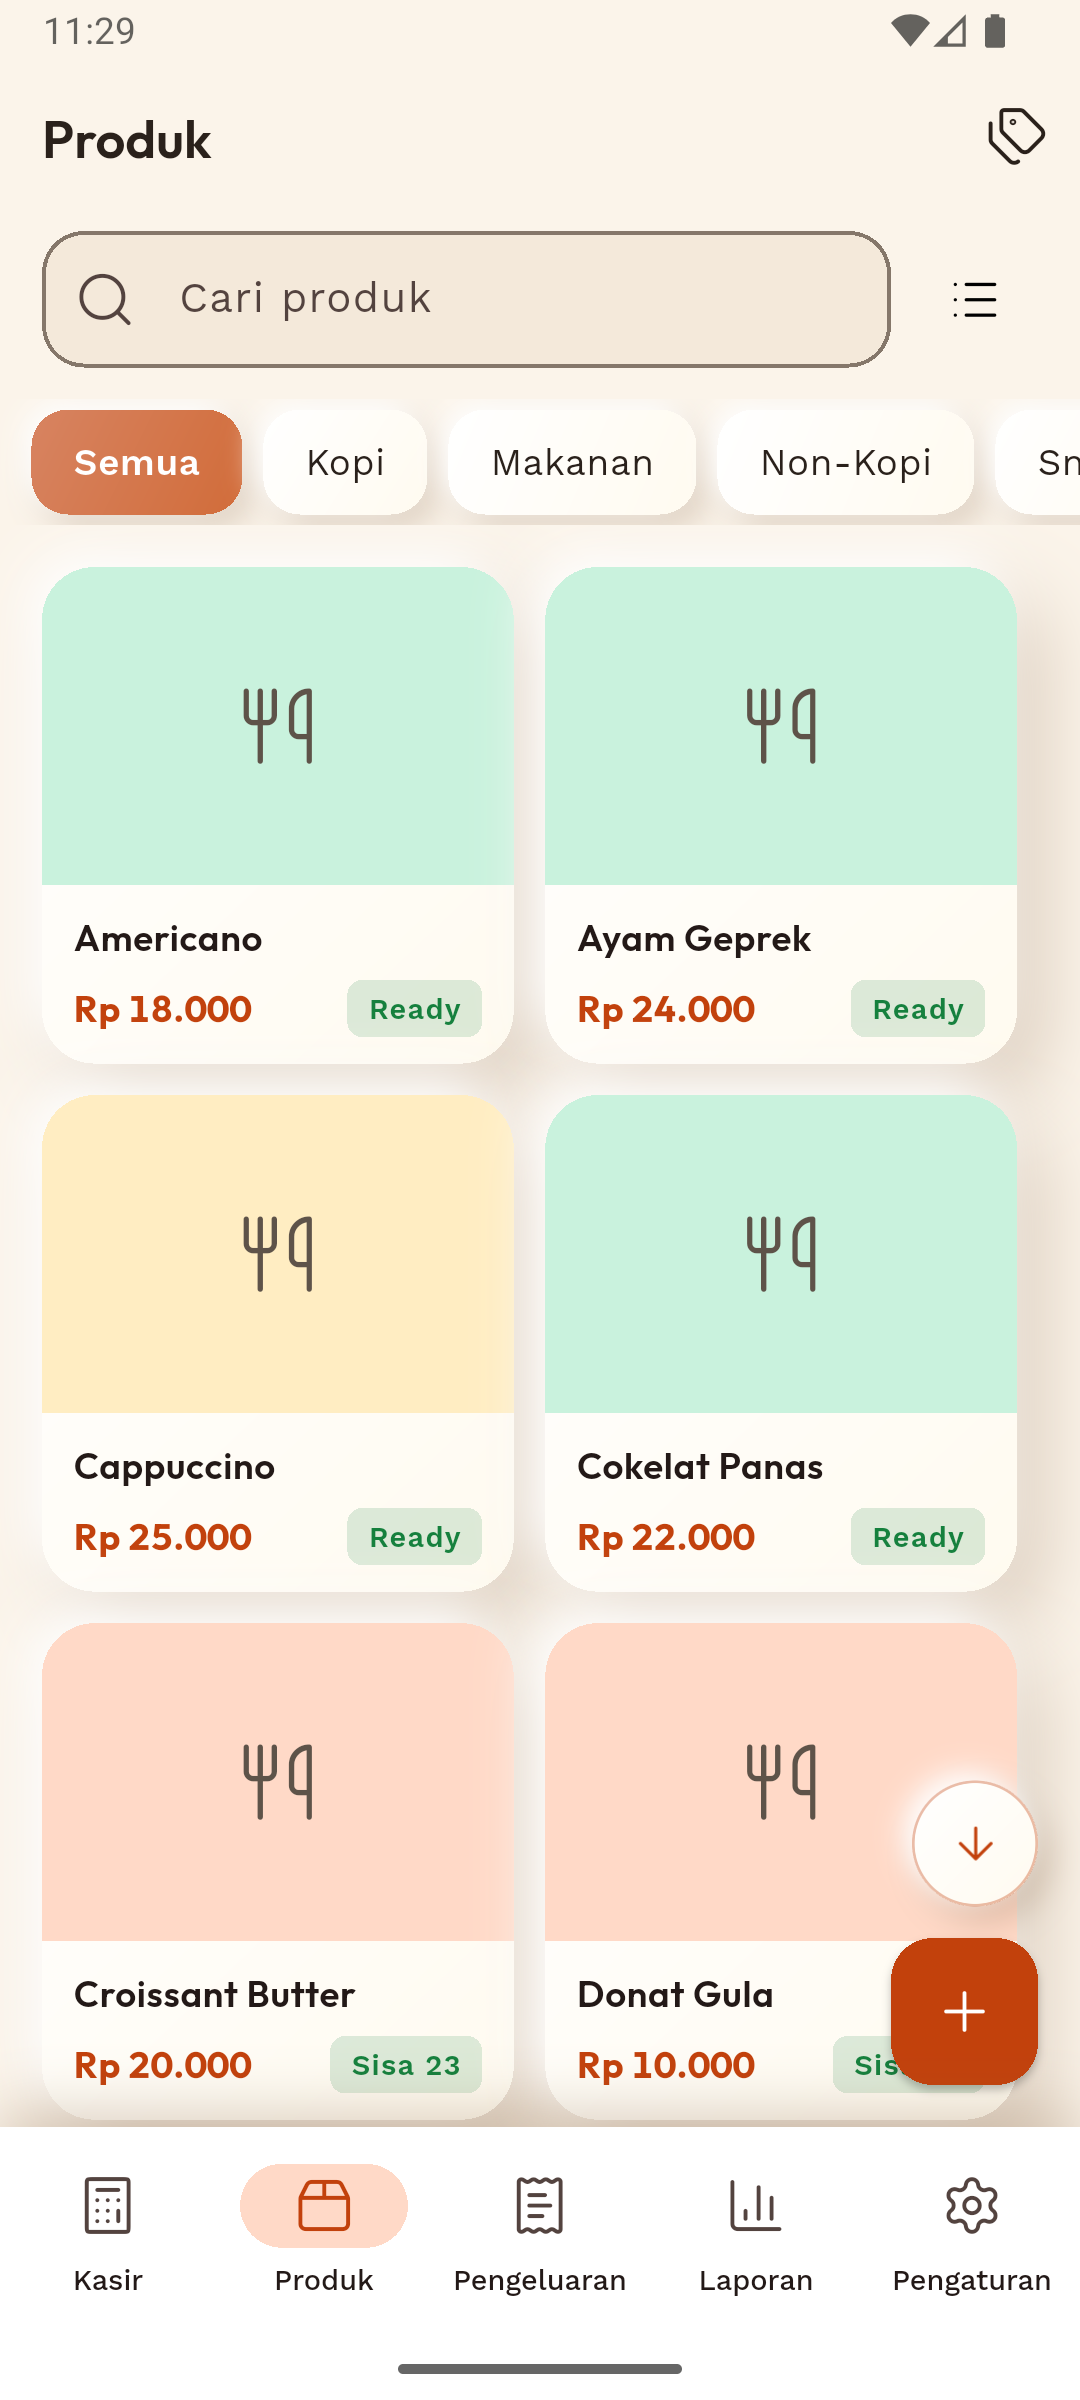 11:29
Produk
Cari produk
Semua
Kopi
Makanan
Non-Kopi
Sn
Americano
Rp 18.000
Ready
Ayam Geprek
Rp 24.000
Ready
Cappuccino
Rp 25.000
Ready
Cokelat Panas
Rp 22.000
Ready
Croissant Butter
Rp 20.000
Sisa 23
Donat Gula
Rp 10.000
Kasir
Produk
Pengeluaran
Laporan
Pengaturan